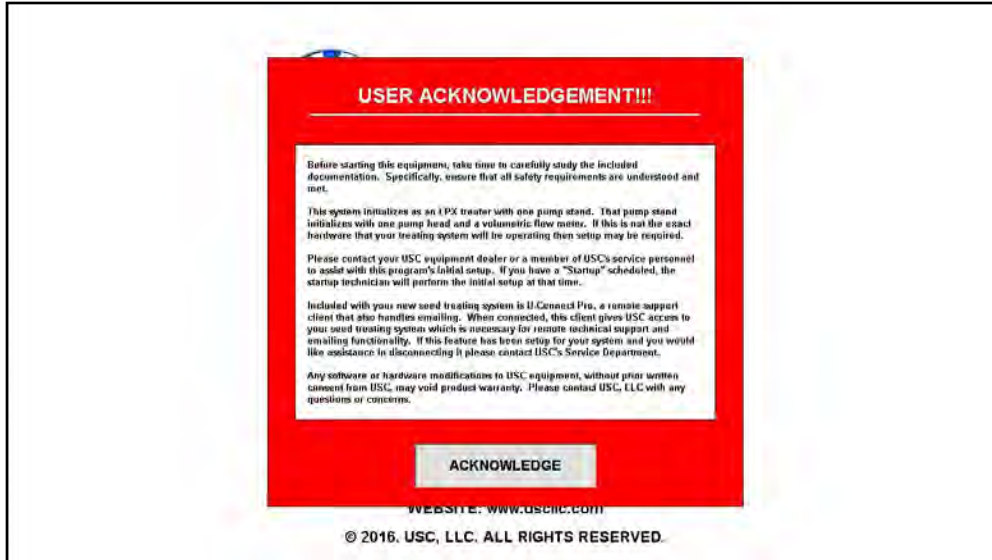 USER ACKNOWLEDGEMENT!!!
Before starting this equipment, take time to carefully study the included
documentation. Specifically, ensure that all safety requirements are understood and
met.
This system initializes as an LPX treater with one pump stand. That pump stand
initializes with one pump head and a volumetric flow meter. If this is not the exact
hardware that your treating system will be operating then setup may be required.
Please contact your USC equipment dealer or a member of USC's service personnel
to assist with this program's initial setup. If you have a "Startup" scheduled, the
startup technician will perform the initial setup at that time.
Included with your new seed treating system is U-Connect Pro, a remote support
client that also handles emailing. When connected, this client gives USC access to
your seed treating system which is necessary for remote technical support and
emailing functionality. If this feature has been setup for your system and you would
like assistance in disconnecting it please contact USC's Service Department.
Any software or hardware modifications to USC equipment, without prior written
consent from USC, may void product warranty. Please contact USC, LLC with any
questions or concerns.
ACKNOWLEDGE
WEBSITE: www.uscllc.com
© 2016. USC, LLC. ALL RIGHTS RESERVED.